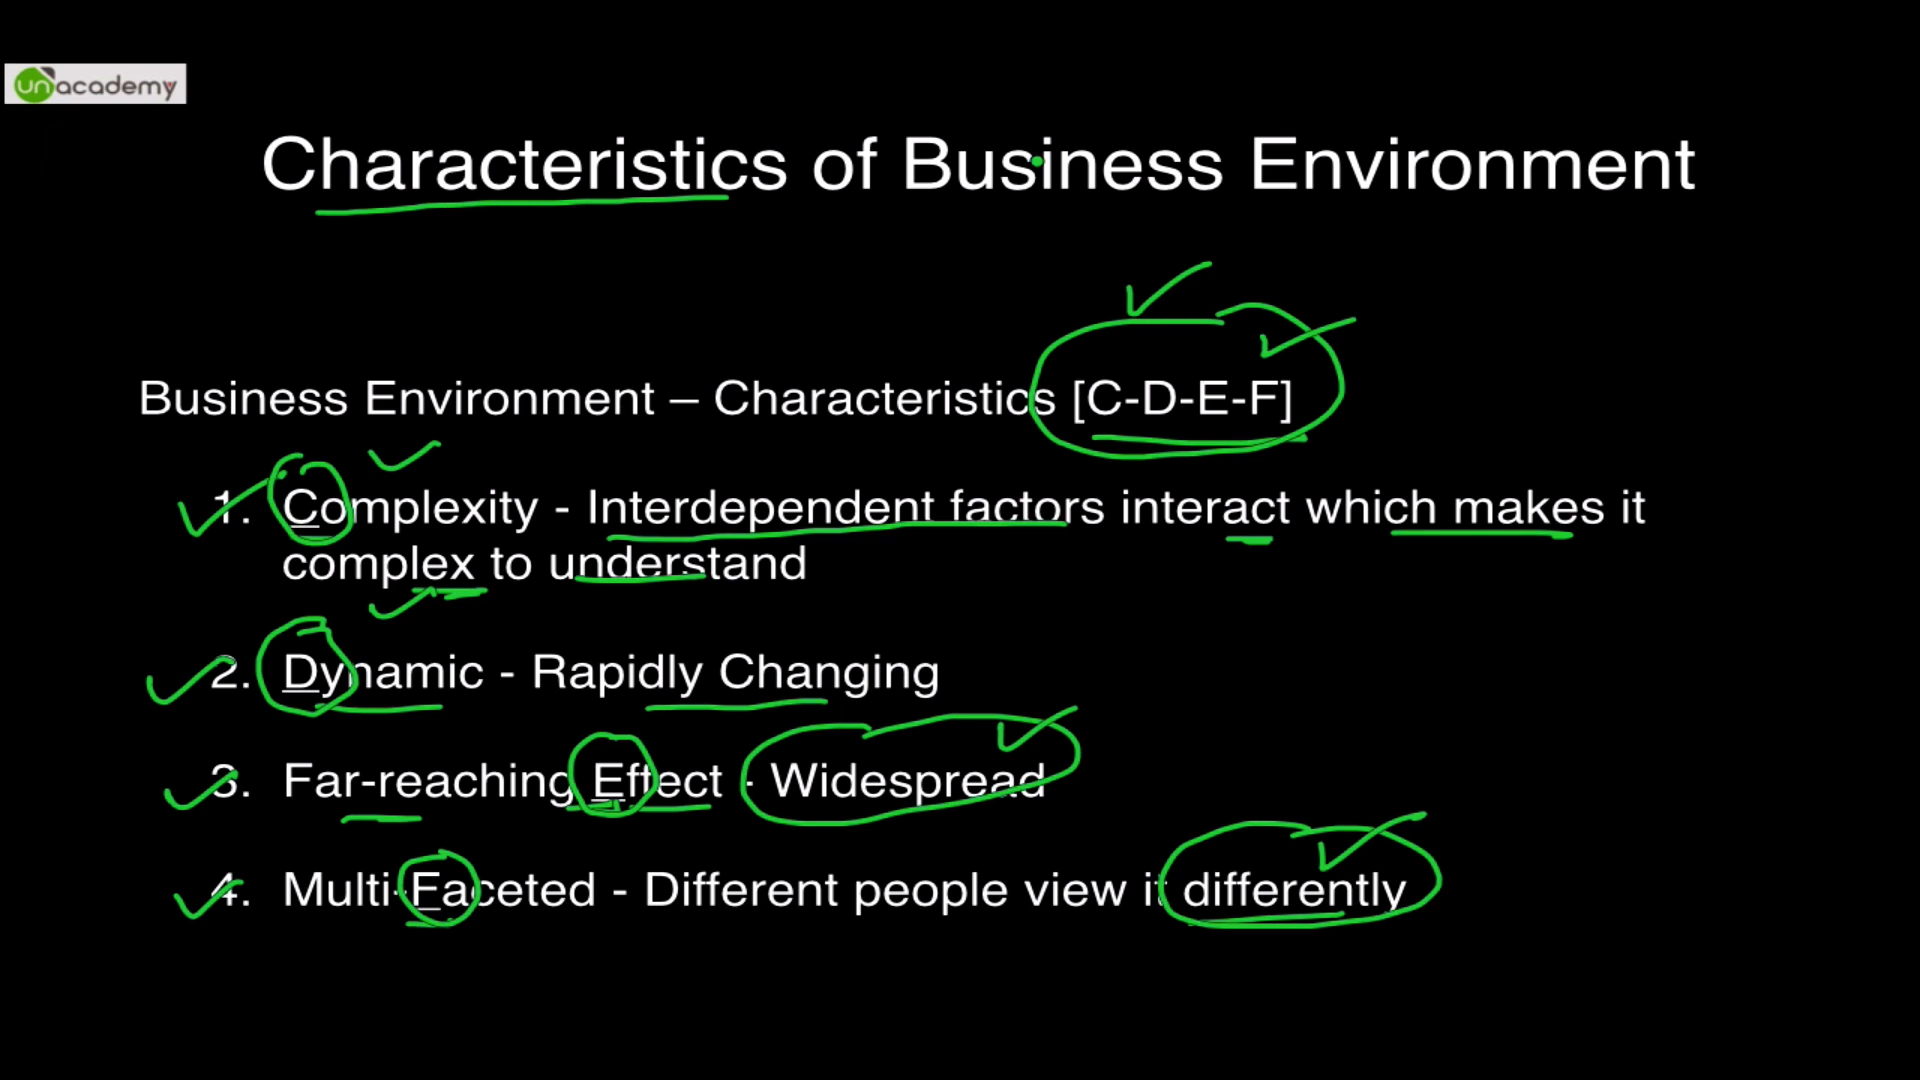 unacademy
Characteristics of Business Environment
Business Environment – Characteristics [C-D-E-F]
1. Complexity - Interdependent factors interact which makes it
complex to understand
2. Dynamic - Rapidly Changing
3. Far-reaching Effect - Widespread
4. Multi-Faceted - Different people view it differently